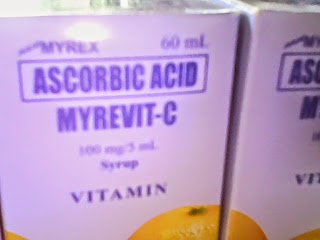 MYREX 60 mL
ASCORBIC ACID
MYREVIT-C
100 mg/5 mL
Syrup
VITAMIN